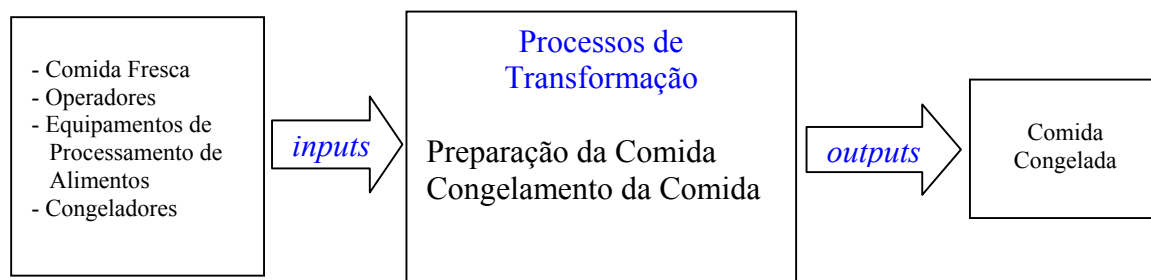 - Comida Fresca
- Operadores
- Equipamentos de
Processamento de
Alimentos
- Congeladores
inputs
Processos de
Transformação
Preparação da Comida
Congelamento da Comida
outputs
Comida
Congelada